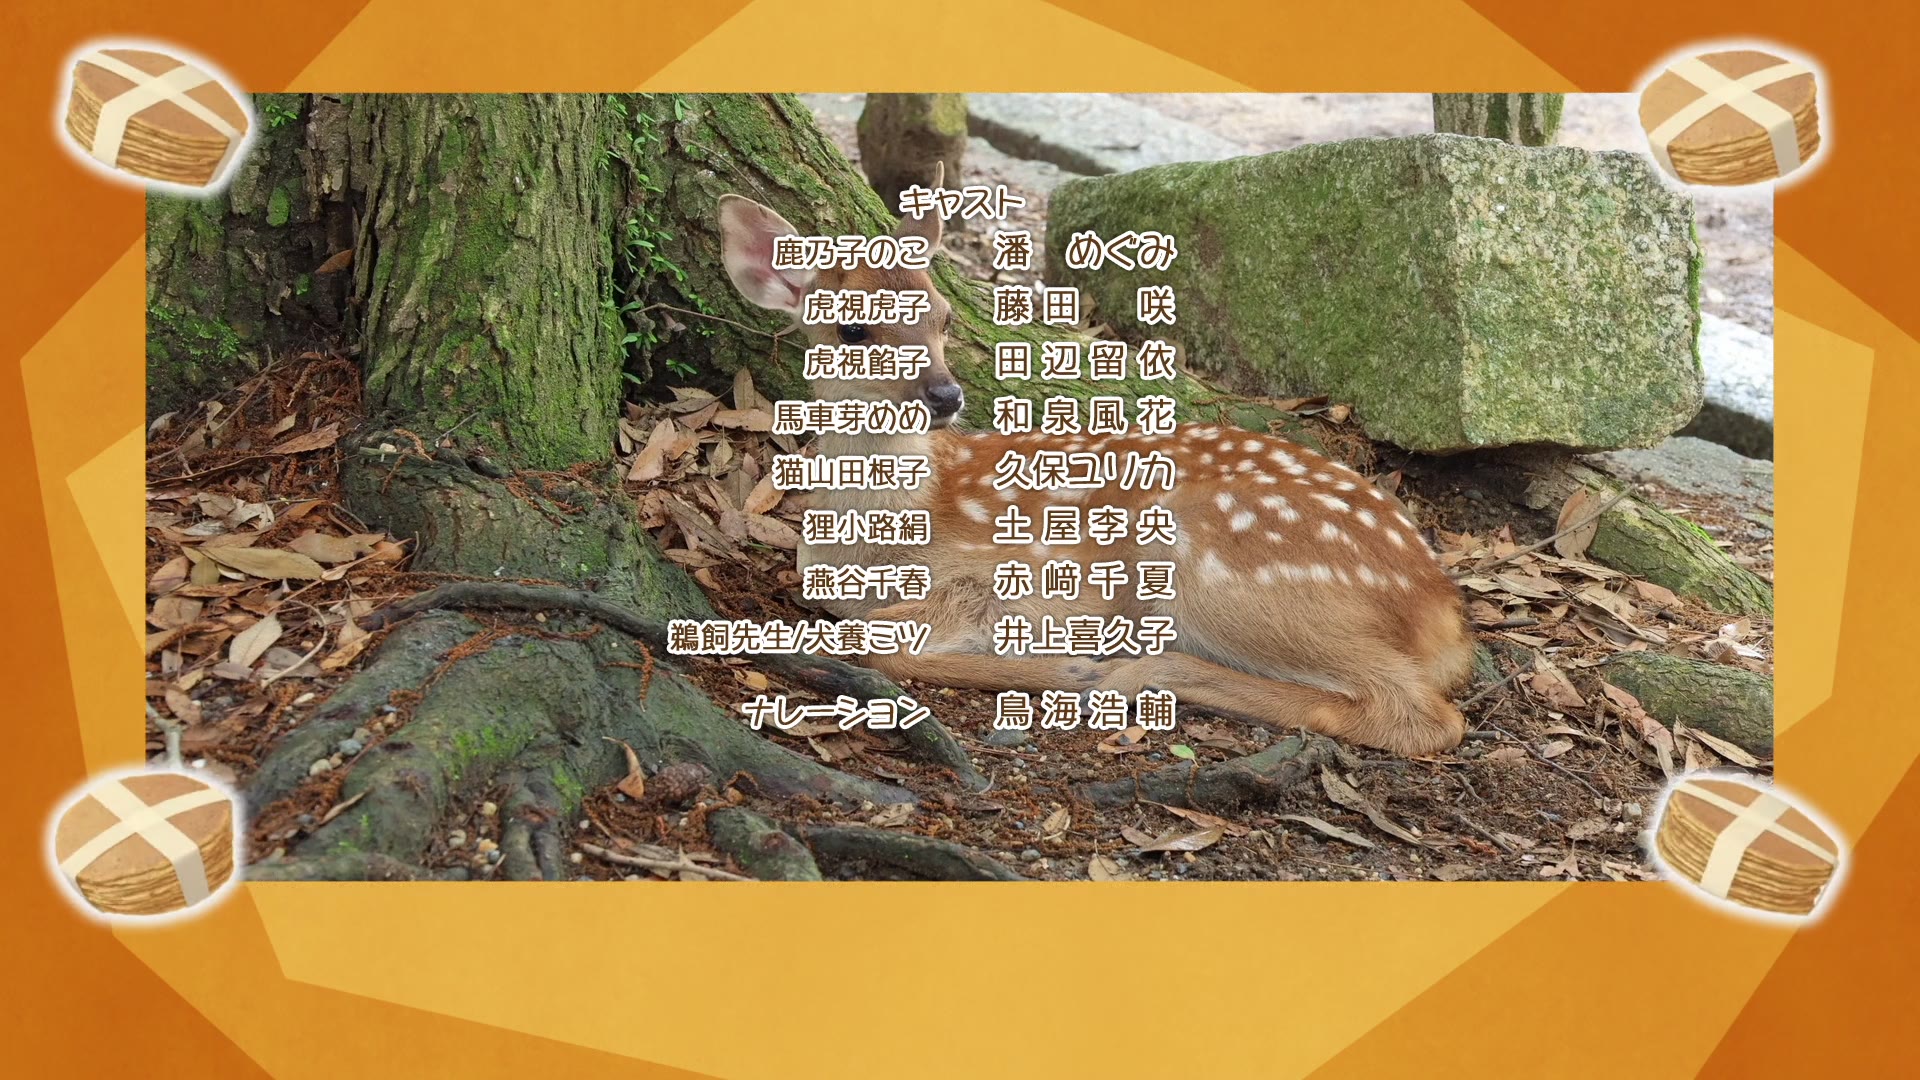 キャスト
鹿乃子のこ 潘 めぐみ
虎視虎子 藤田 咲
虎視餡子 田辺留依
馬車芽めめ 和泉風花
猫山田根子 久保ユリカ
狸小路絹 土屋李央
燕谷千春 赤﨑千夏
鵜飼先生/犬養ミツ 井上喜久子
ナレーション 鳥海浩輔